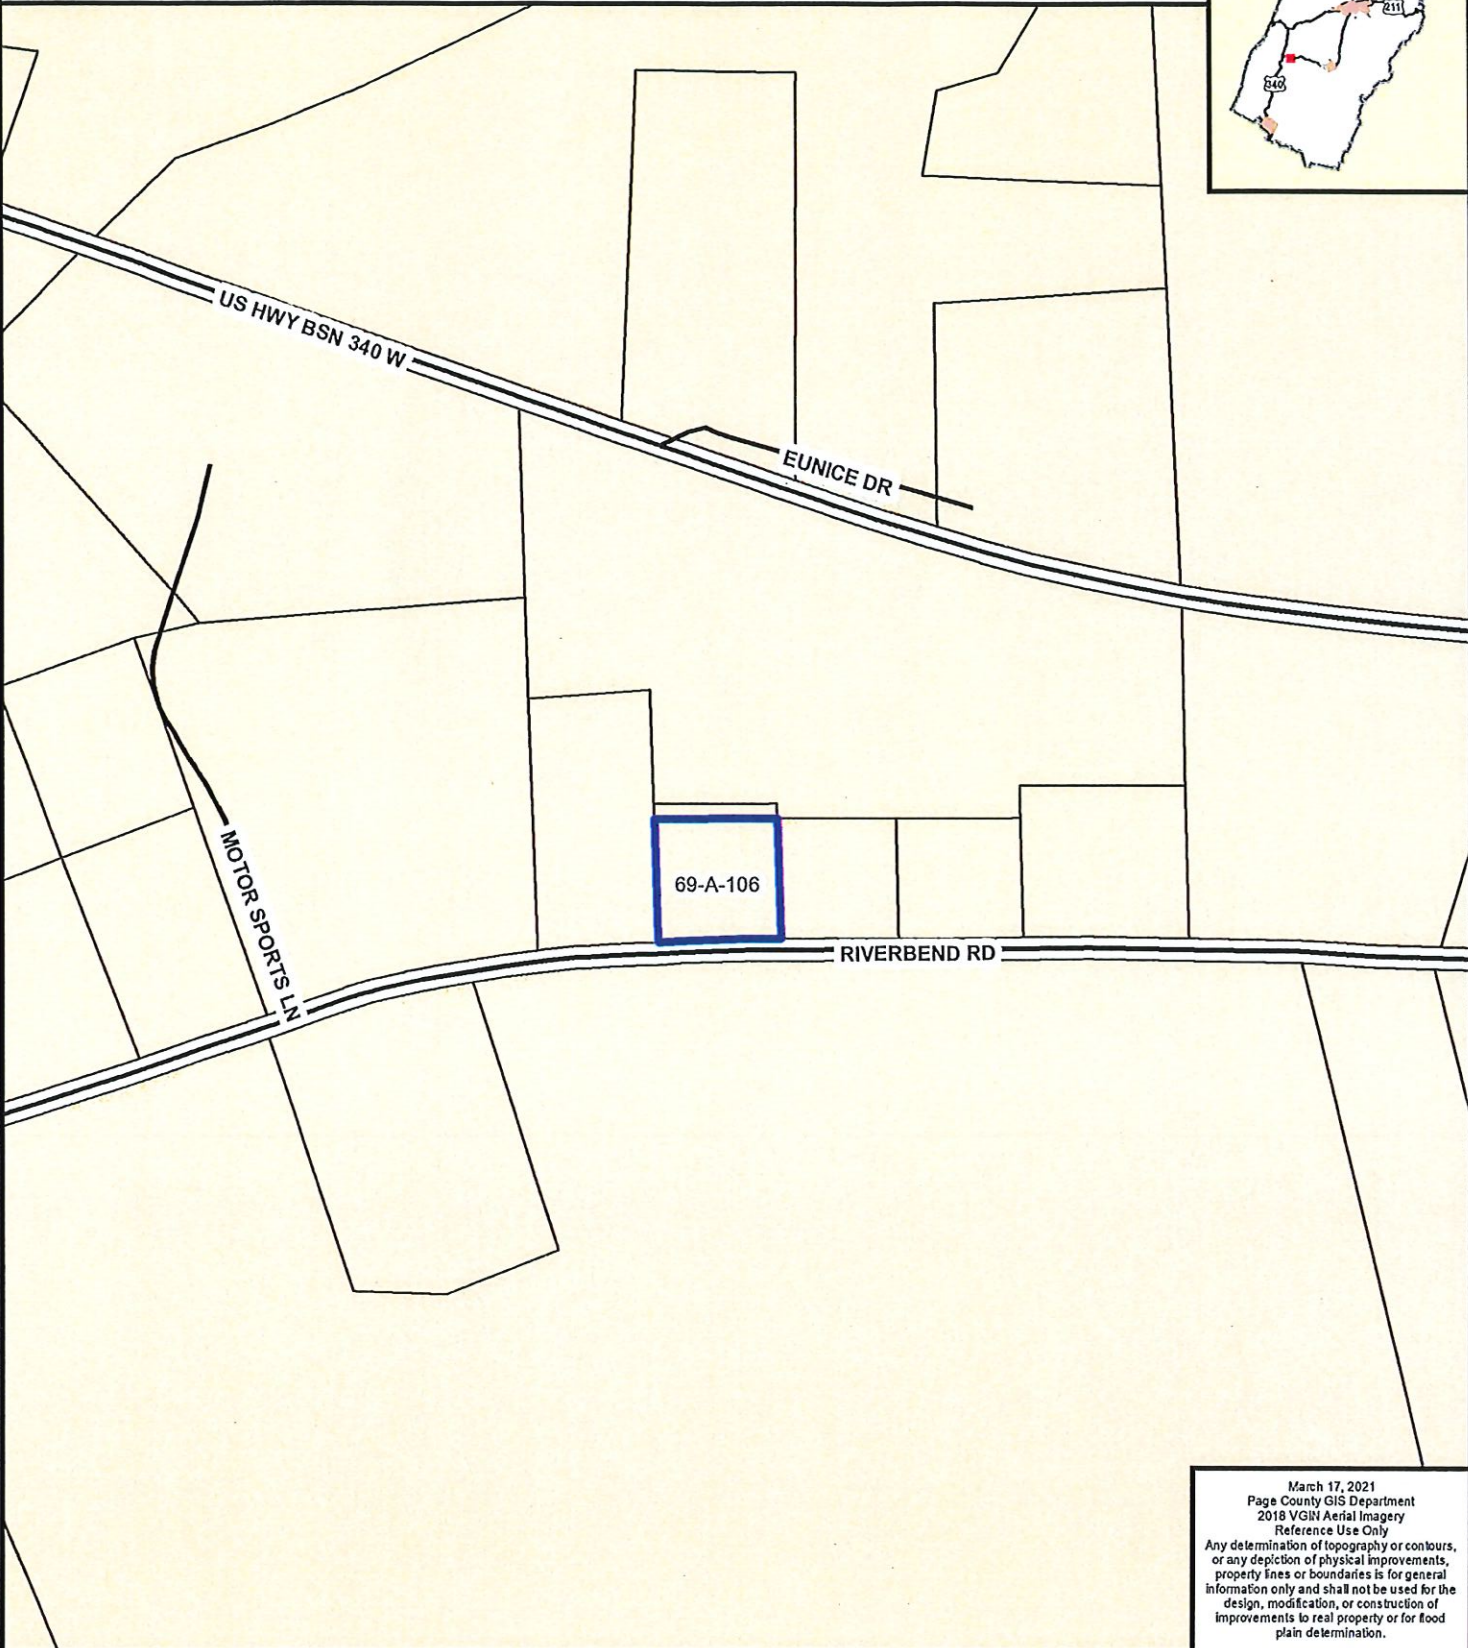 211
340
US HWY BSN 340 W
EUNICE DR
MOTOR SPORTS LN
69-A-106
RIVERBEND RD
March 17, 2021
Page County GIS Department
2018 VGIN Aerial Imagery
Reference Use Only
Any determination of topography or contours,
or any depiction of physical improvements,
property lines or boundaries is for general
information only and shall not be used for the
design, modification, or construction of
improvements to real property or for flood
plain determination.